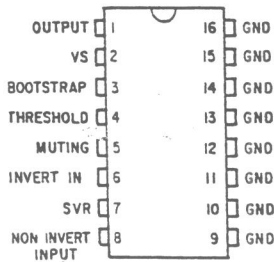 OUTPUT 1 16 GND
VS 2 15 GND
BOOTSTRAP 3 14 GND
THRESHOLD 4 13 GND
MUTING 5 12 GND
INVERT IN 6 11 GND
SVR 7 10 GND
NON INVERT 8 9 GND
INPUT